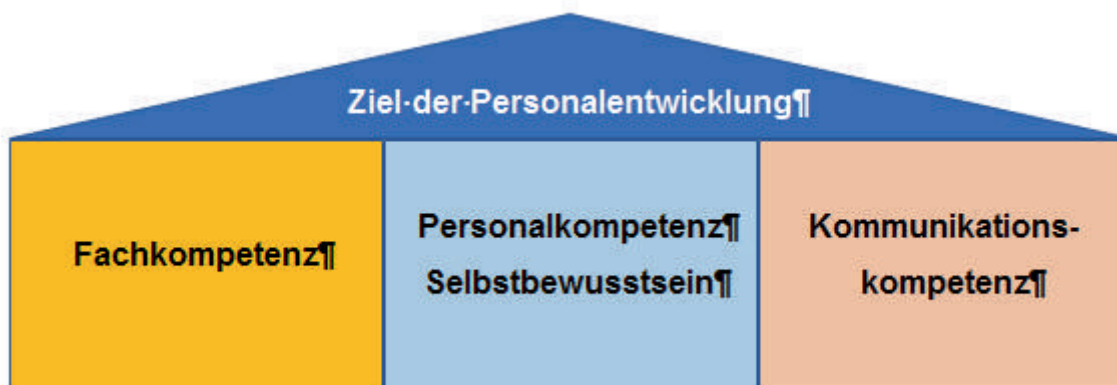 Ziel·der·Personalentwicklung¶
Fachkompetenz¶
Personalkompetenz¶
Selbstbewusstsein¶
Kommunikations-
kompetenz¶